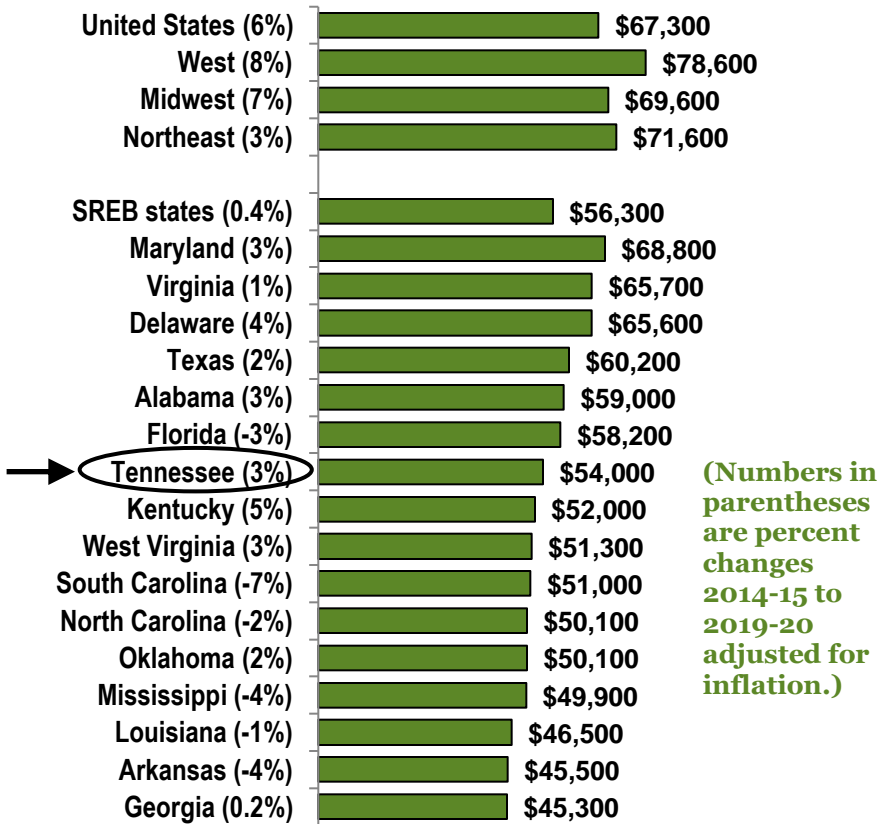 United States (6%) $67,300
West (8%) $78,600
Midwest (7%) $69,600
Northeast (3%) $71,600
SREB states (0.4%) $56,300
Maryland (3%) $68,800
Virginia (1%) $65,700
Delaware (4%) $65,600
Texas (2%) $60,200
Alabama (3%) $59,000
Florida (-3%) $58,200
Tennessee (3%) $54,000
Kentucky (5%) $52,000
West Virginia (3%) $51,300
South Carolina (-7%) $51,000
North Carolina (-2%) $50,100
Oklahoma (2%) $50,100
Mississippi (-4%) $49,900
Louisiana (-1%) $46,500
Arkansas (-4%) $45,500
Georgia (0.2%) $45,300
(Numbers in
parentheses
are percent
changes
2014-15 to
2019-20
adjusted for
inflation.)